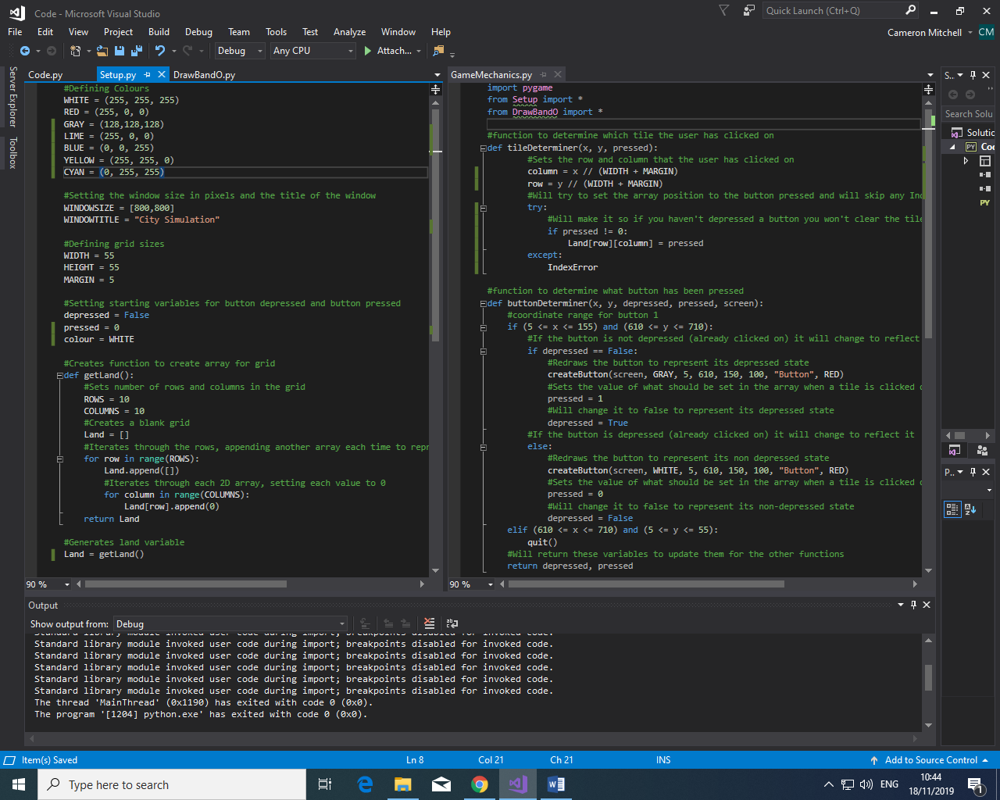 Code - Microsoft Visual Studio
Quick Launch (Ctrl+Q)
File Edit View Project Build Debug Team Tools Test Analyze Window Help
Cameron Mitchell CM
Debug Any CPU Attach...
Server Explorer
Toolbox
Code.py Setup.py DrawBandO.py
#Defining Colours
WHITE = (255, 255, 255)
RED = (255, 0, 0)
GRAY = (128,128,128)
LIME = (255, 0, 0)
BLUE = (0, 0, 255)
YELLOW = (255, 255, 0)
CYAN = (0, 255, 255)
#Setting the window size in pixels and the title of the window
WINDOWSIZE = [800,800]
WINDOWTITLE = "City Simulation"
#Defining grid sizes
WIDTH = 55
HEIGHT = 55
MARGIN = 5
#Setting starting variables for button depressed and button pressed
depressed = False
pressed = 0
colour = WHITE
#Creates function to create array for grid
def getLand():
#Sets number of rows and columns in the grid
ROWS = 10
COLUMNS = 10
#Creates a blank grid
Land = []
#Iterates through the rows, appending another array each time to repr
for row in range(ROWS):
Land.append([])
#Iterates through each 2D array, setting each value to 0
for column in range(COLUMNS):
Land[row].append(0)
return Land
#Generates land variable
Land = getLand()
90 %
GameMechanics.py
import pygame
from Setup import *
from DrawBandO import *
#function to determine which tile the user has clicked on
def tileDeterminer(x, y, pressed):
#Sets the row and column that the user has clicked on
column = x // (WIDTH + MARGIN)
row = y // (WIDTH + MARGIN)
#Will try to set the array position to the button pressed and will skip any Ind
try:
#Will make it so if you haven't depressed a button you won't clear the tile
if pressed != 0:
Land[row][column] = pressed
except:
IndexError
#function to determine what button has been pressed
def buttonDeterminer(x, y, depressed, pressed, screen):
#coordinate range for button 1
if (5 <= x <= 155) and (610 <= y <= 710):
#If the button is not depressed (already clicked on) it will change to reflect
if depressed == False:
#Redraws the button to represent its depressed state
createButton(screen, GRAY, 5, 610, 150, 100, "Button", RED)
#Sets the value of what should be set in the array when a tile is clicked o
pressed = 1
#Will change it to false to represent its depressed state
depressed = True
#If the button is depressed (already clicked on) it will change to reflect it
else:
#Redraws the button to represent its non depressed state
createButton(screen, WHITE, 5, 610, 150, 100, "Button", RED)
#Sets the value of what should be set in the array when a tile is clicked o
pressed = 0
#Will change it to false to represent its non-depressed state
depressed = False
elif (610 <= x <= 710) and (5 <= y <= 55):
quit()
#Will return these variables to update them for the other functions
return depressed, pressed
90 %
S..
Search Solu
Solutic
PY Co
PY
P..
Output
Show output from: Debug
Standard library module invoked user code during import; breakpoints disabled for invoked code.
Standard library module invoked user code during import; breakpoints disabled for invoked code.
Standard library module invoked user code during import; breakpoints disabled for invoked code.
Standard library module invoked user code during import; breakpoints disabled for invoked code.
Standard library module invoked user code during import; breakpoints disabled for invoked code.
Standard library module invoked user code during import; breakpoints disabled for invoked code.
The thread 'MainThread' (0x1190) has exited with code 0 (0x0).
The program '[1204] python.exe' has exited with code 0 (0x0).
Item(s) Saved Ln 8 Col 21 Ch 21 INS Add to Source Control
Type here to search
ENG
10:44
18/11/2019
1